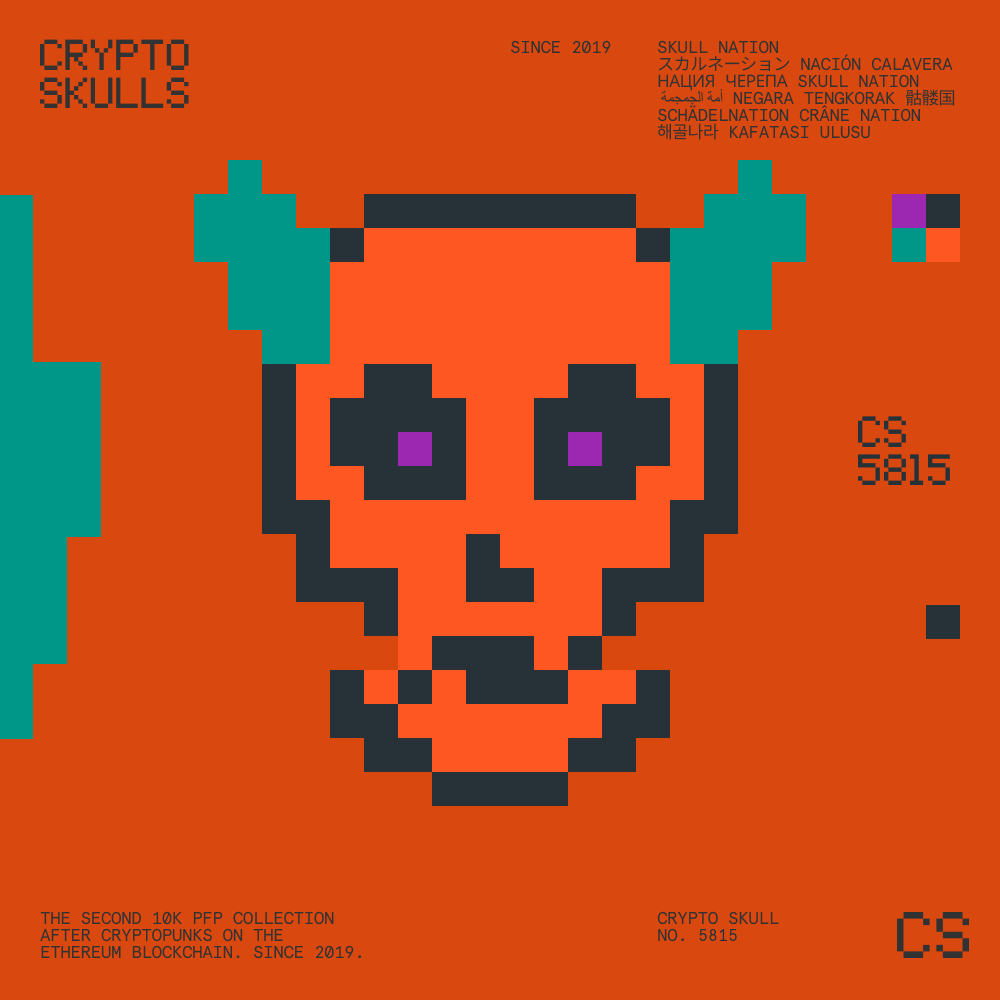 CRYPTO
SKULLS
SINCE 2019
SKULL NATION
スカルネーション NACIÓN CALAVERA
НАЦИЯ ЧЕРЕПА SKULL NATION
أمة الجمجمة NEGARA TENGKORAK 骷髅国
SCHÄDELNATION CRÂNE NATION
해골나라 KAFATASI ULUSU
CS
5815
THE SECOND 10K PFP COLLECTION
AFTER CRYPTOPUNKS ON THE
ETHEREUM BLOCKCHAIN. SINCE 2019.
CRYPTO SKULL
NO. 5815
CS